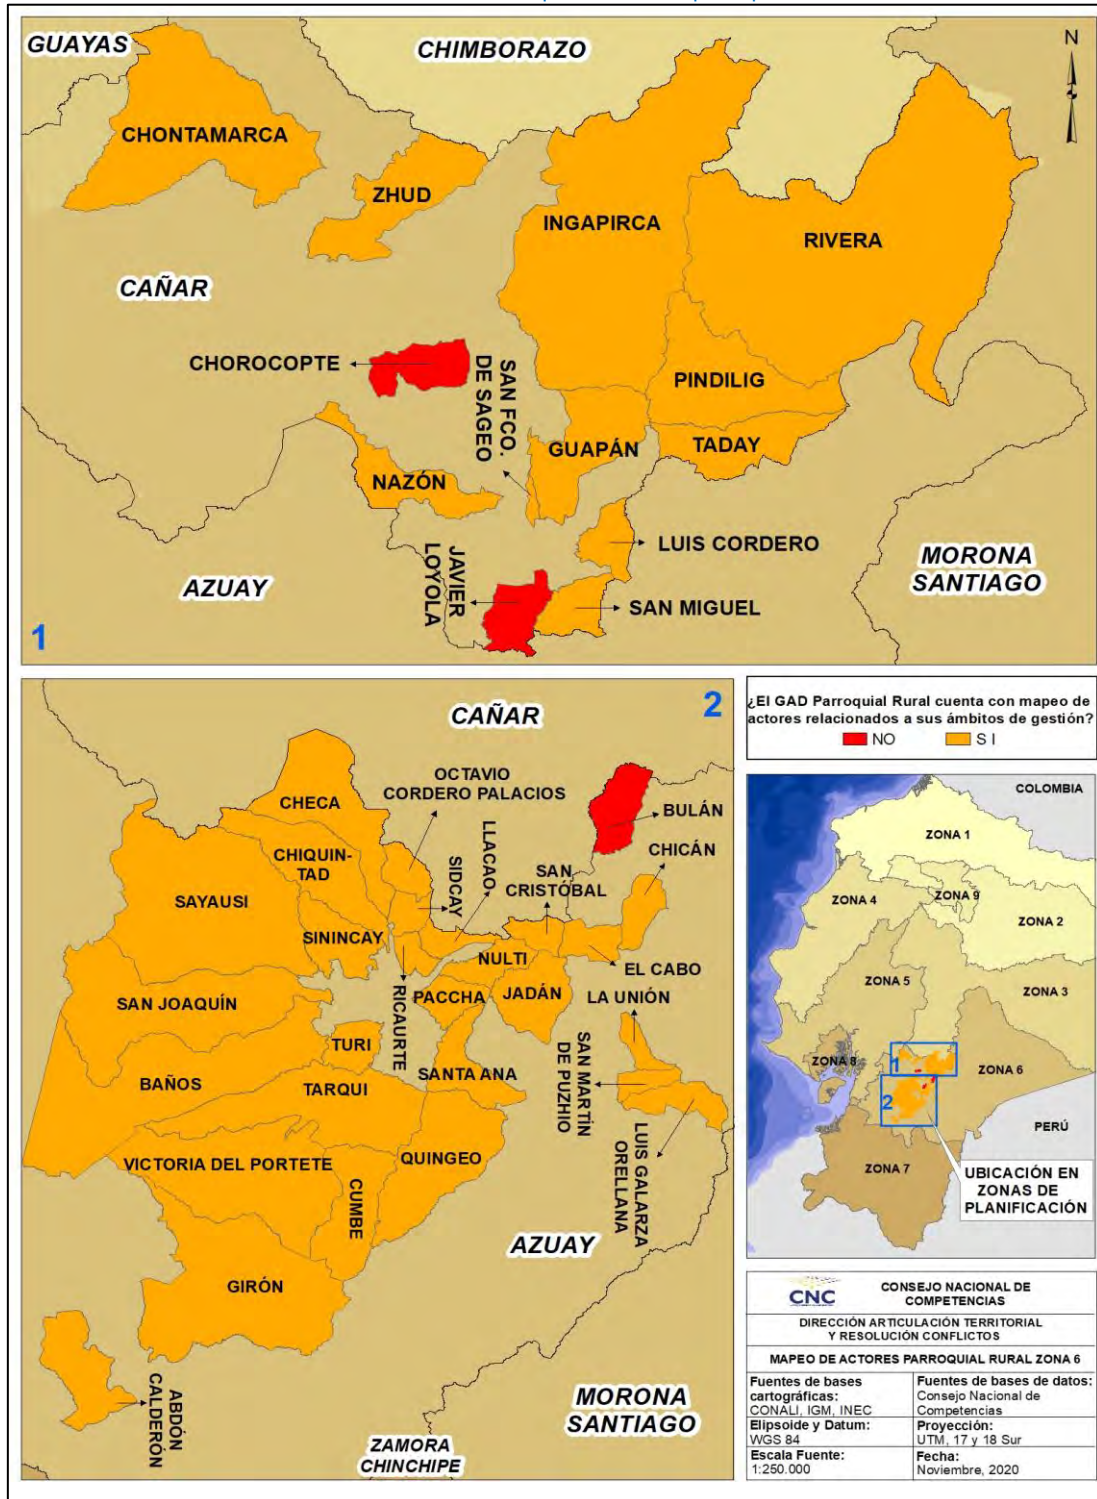 GUAYAS
CHIMBORAZO
N
CHONTAMARCA
ZHUD
INGAPIRCA
RIVERA
CAÑAR
CHOROCOPTE
SAN FCO.
DE SAGEO
PINDILIG
GUAPÁN
TADAY
NAZÓN
LUIS CORDERO
MORONA
SANTIAGO
AZUAY
JAVIER
LOYOLA
SAN MIGUEL
1
2
CAÑAR
OCTAVIO
CORDERO PALACIOS
CHECA
BULÁN
LLACAO
SIDCAY
CHICÁN
CHIQUIN-
TAD
SAN
CRISTÓBAL
SAYAUSI
SININCAY
NULTI
EL CABO
SAN JOAQUÍN
RICAURTE
PACCHA
JADÁN
LA UNIÓN
TURI
SAN MARTÍN
DE PUZHIO
BAÑOS
TARQUI
SANTA ANA
VICTORIA DEL PORTETE
QUINGEO
CUMBE
LUIS GALARZA
ORELLANA
AZUAY
GIRÓN
ABDÓN
CALDERÓN
MORONA
SANTIAGO
ZAMORA
CHINCHIPE
¿El GAD Parroquial Rural cuenta con mapeo de
actores relacionados a sus ámbitos de gestión?
NO S I
COLOMBIA
ZONA 1
ZONA 4
ZONA 9
ZONA 2
ZONA 5
ZONA 3
ZONA 8
1
ZONA 6
2
PERÚ
ZONA 7
UBICACIÓN EN
ZONAS DE
PLANIFICACIÓN
CNC
CONSEJO NACIONAL DE
COMPETENCIAS
DIRECCIÓN ARTICULACIÓN TERRITORIAL
Y RESOLUCIÓN CONFLICTOS
MAPEO DE ACTORES PARROQUIAL RURAL ZONA 6
Fuentes de bases
cartográficas:
CONALI, IGM, INEC
Fuentes de bases de datos:
Consejo Nacional de
Competencias
Elipsoide y Datum:
WGS 84
Proyección:
UTM, 17 y 18 Sur
Escala Fuente:
1:250.000
Fecha:
Noviembre, 2020